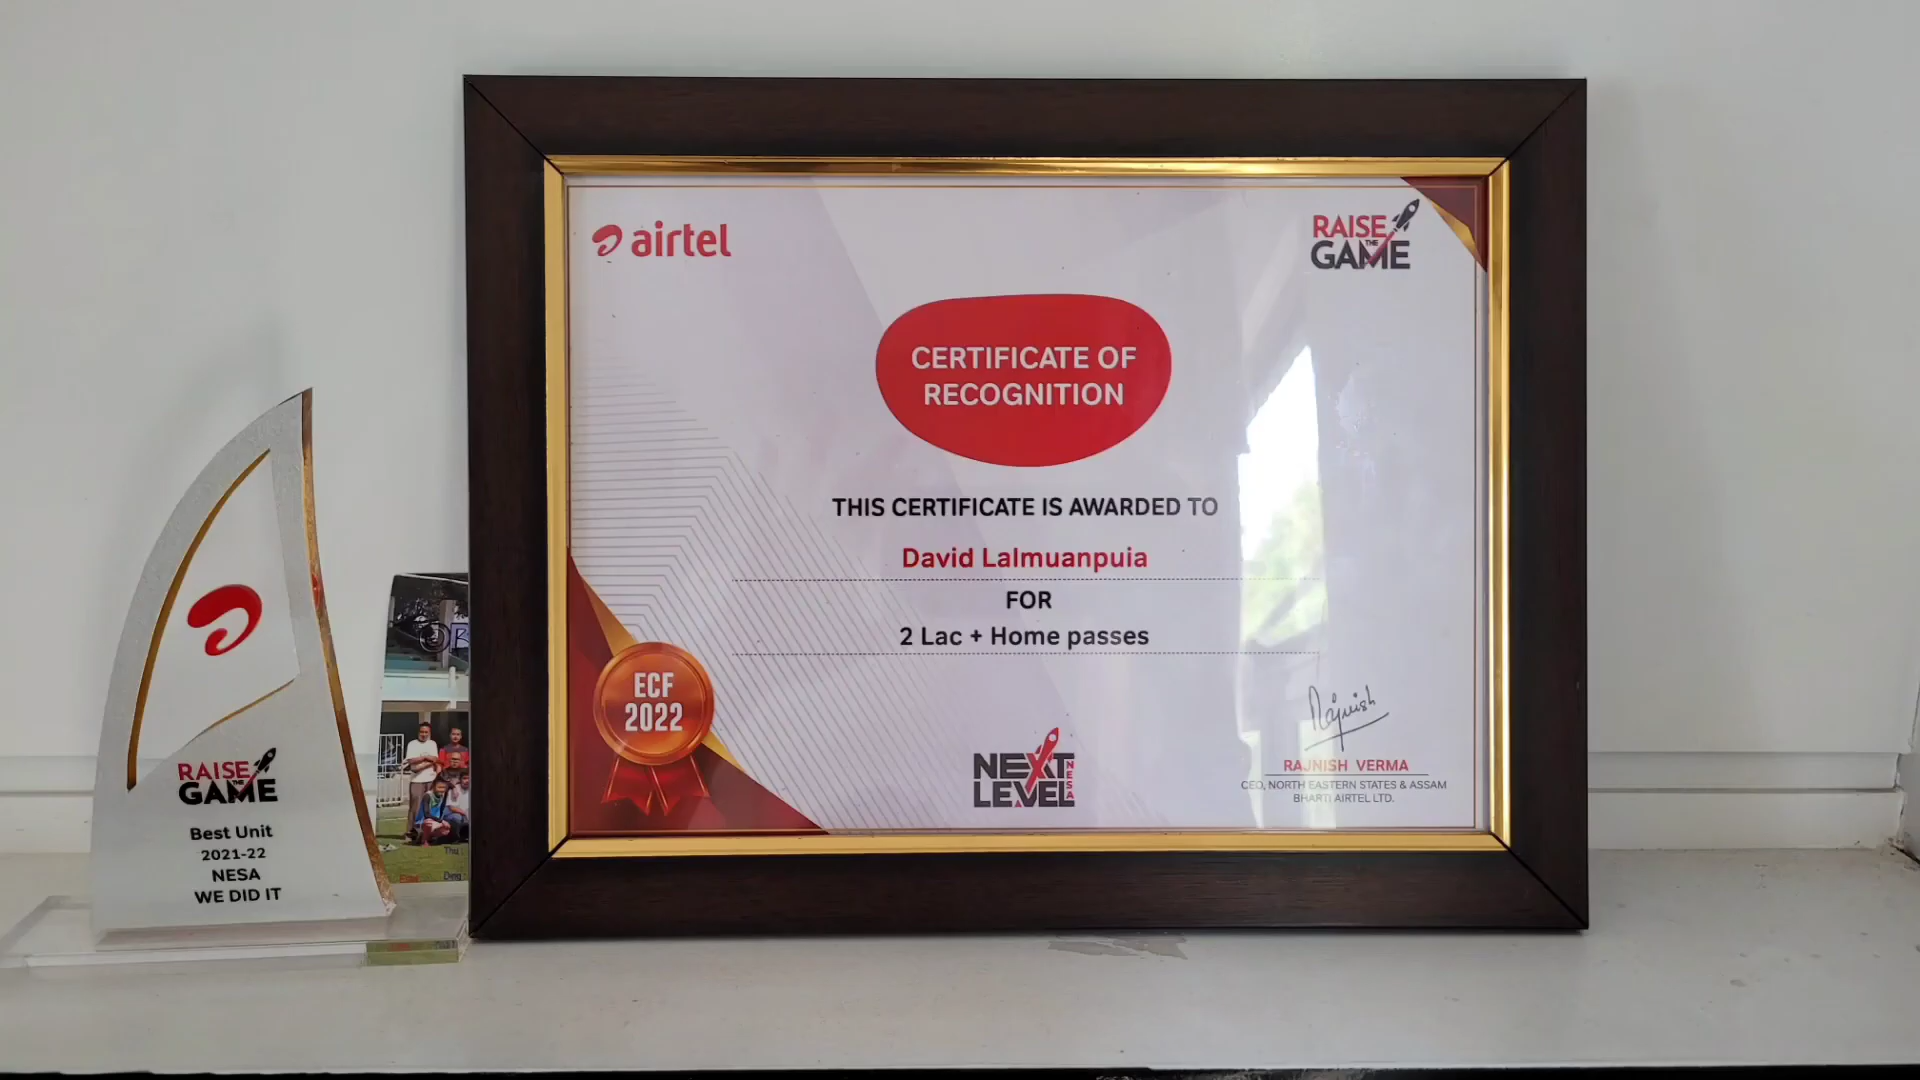 airtel
RAISE
THE
GAME
CERTIFICATE OF
RECOGNITION
THIS CERTIFICATE IS AWARDED TO
David Lalmuanpuia
FOR
2 Lac + Home passes
ECF
2022
NEXT
LEVEL
NESA
Rajnish
RAJNISH VERMA
CEO, NORTH EASTERN STATES & ASSAM
BHARTI AIRTEL LTD.
RAISE
THE
GAME
Best Unit
2021-22
NESA
WE DID IT